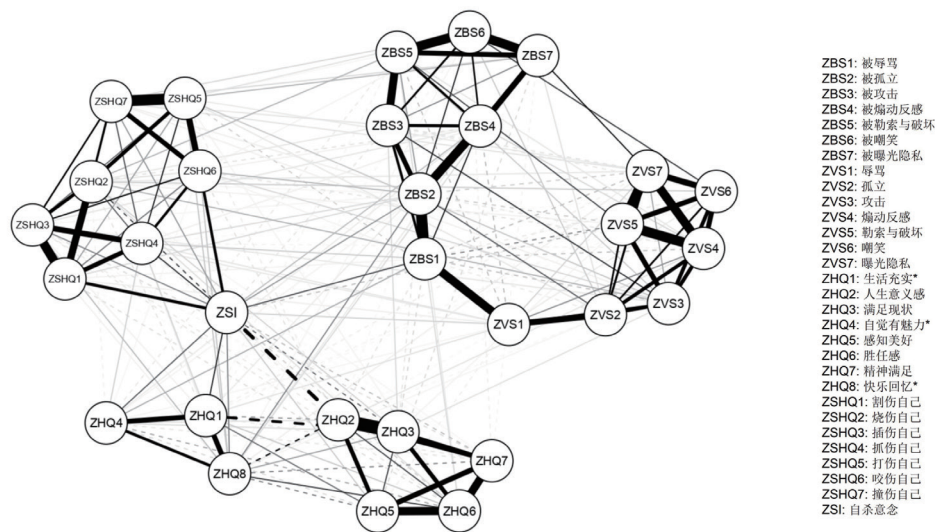 ZBS6
ZBS5
ZBS7
ZSHQ7
ZSHQ5
ZBS3
ZBS4
ZSHQ6
ZSHQ2
ZBS2
ZVS7
ZVS6
ZSHQ3
ZVS5
ZSHQ4
ZVS4
ZBS1
ZSHQ1
ZVS3
ZSI
ZVS1
ZVS2
ZHQ4
ZHQ1
ZHQ2
ZHQ3
ZHQ8
ZHQ7
ZHQ5
ZHQ6
ZBS1: 被辱骂
ZBS2: 被孤立
ZBS3: 被攻击
ZBS4: 被煽动反感
ZBS5: 被勒索与破坏
ZBS6: 被嘲笑
ZBS7: 被曝光隐私
ZVS1: 辱骂
ZVS2: 孤立
ZVS3: 攻击
ZVS4: 煽动反感
ZVS5: 勒索与破坏
ZVS6: 嘲笑
ZVS7: 曝光隐私
ZHQ1: 生活充实*
ZHQ2: 人生意义感
ZHQ3: 满足现状
ZHQ4: 自觉有魅力*
ZHQ5: 感知美好
ZHQ6: 胜任感
ZHQ7: 精神满足
ZHQ8: 快乐回忆*
ZSHQ1: 割伤自己
ZSHQ2: 烧伤自己
ZSHQ3: 插伤自己
ZSHQ4: 抓伤自己
ZSHQ5: 打伤自己
ZSHQ6: 咬伤自己
ZSHQ7: 撞伤自己
ZSI: 自杀意念